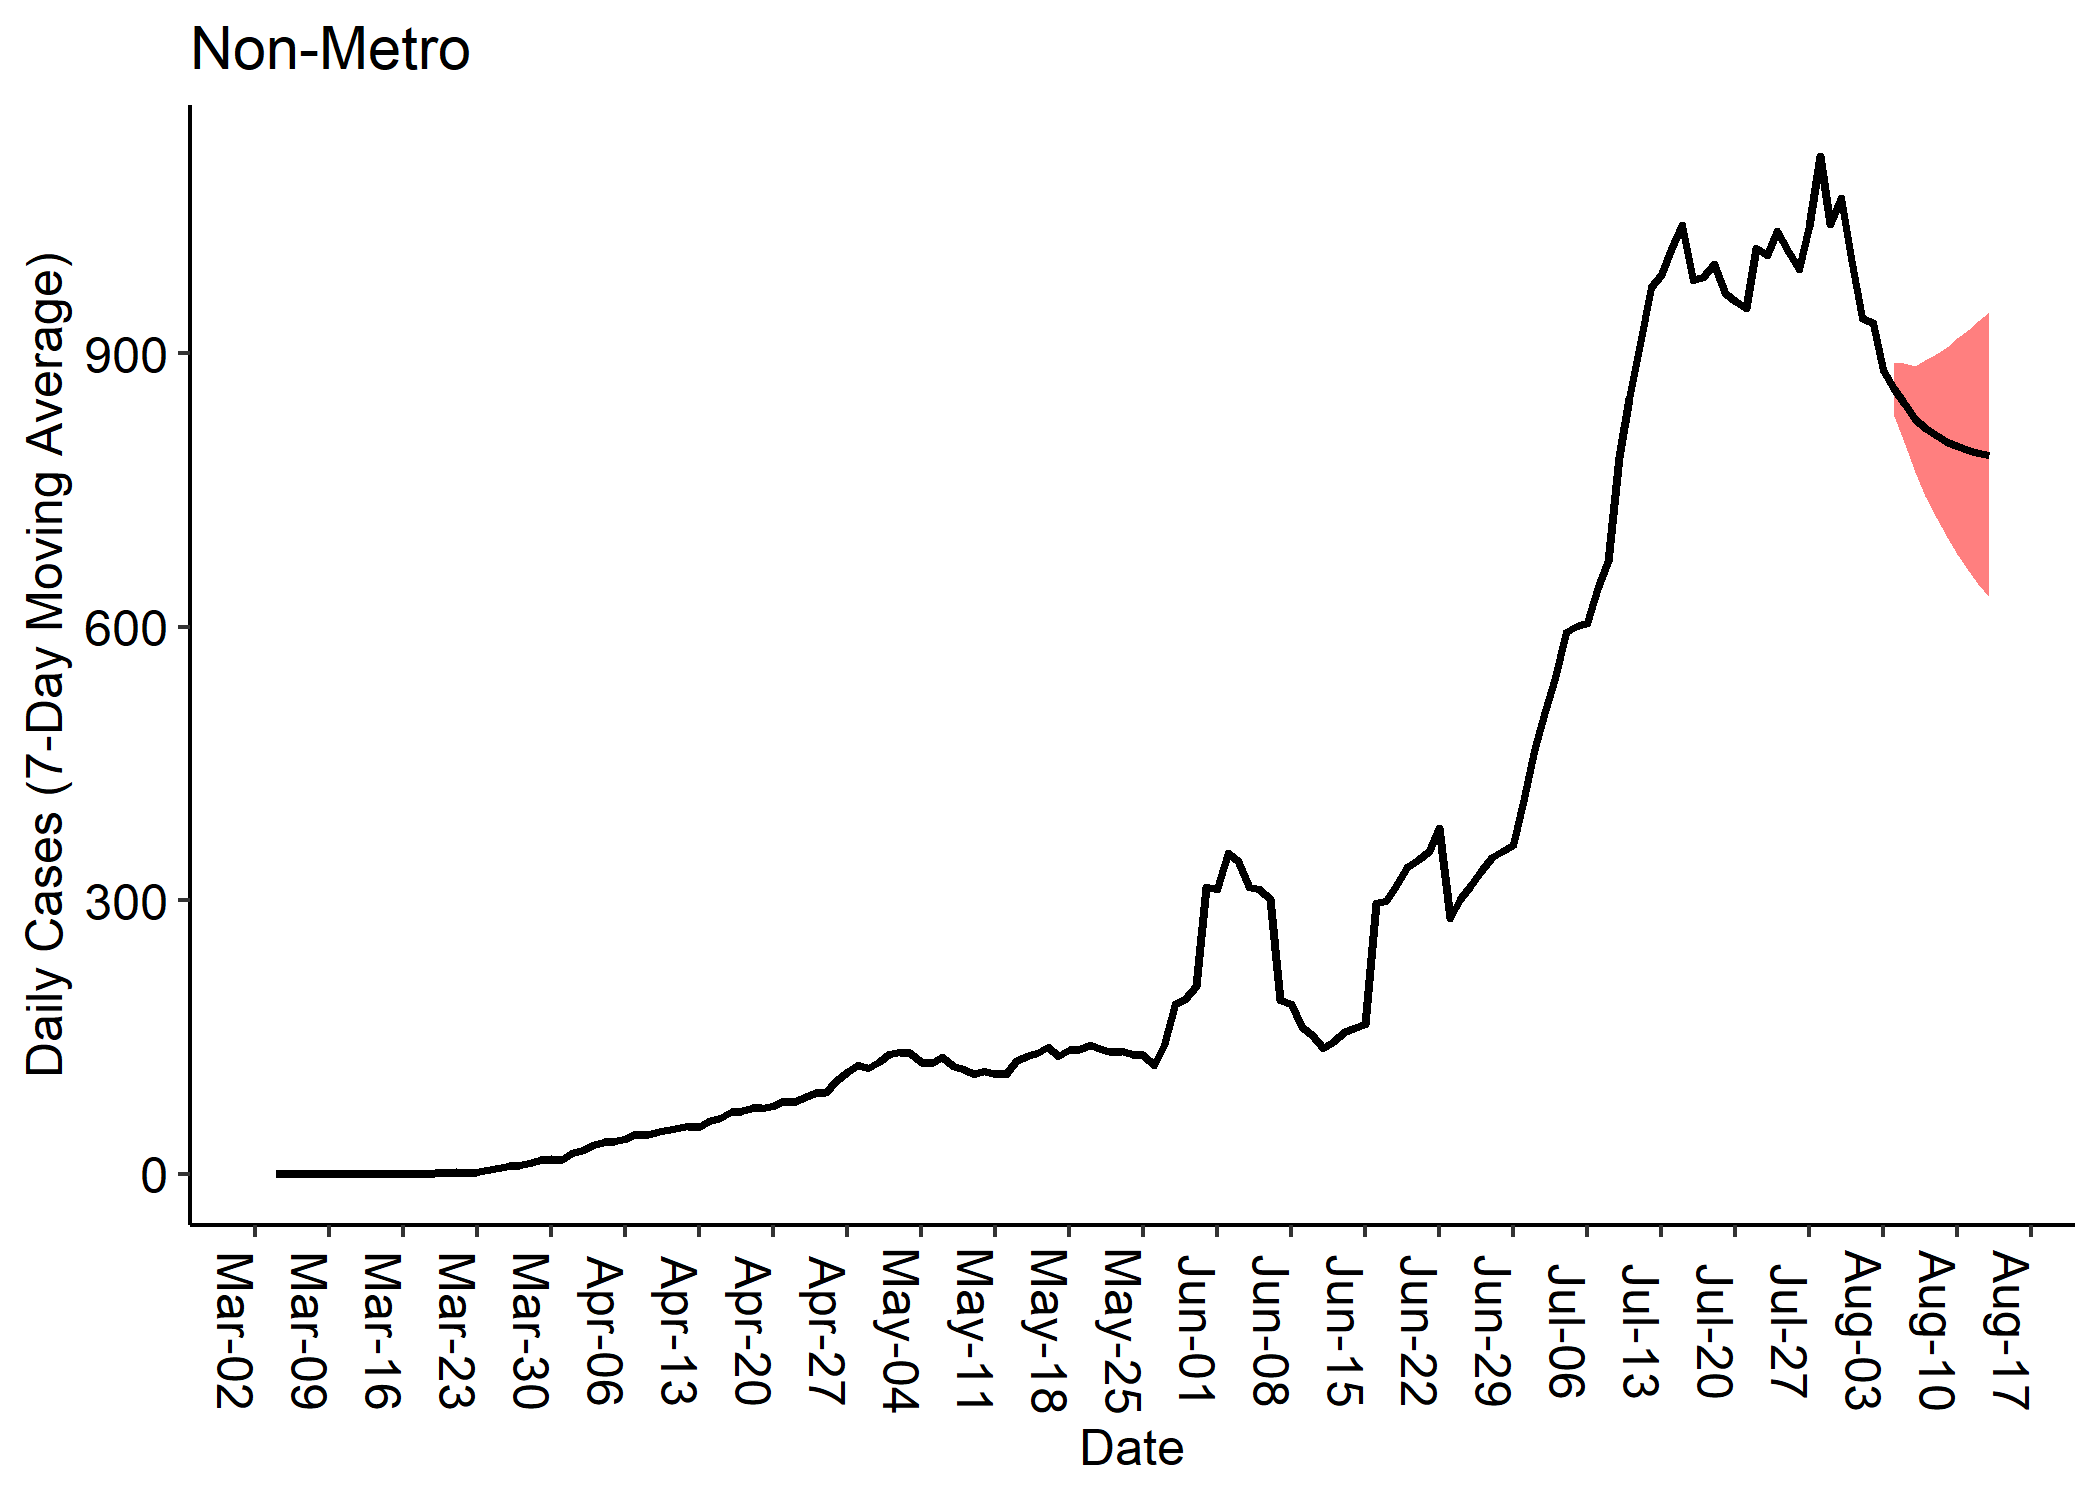 Non-Metro
Daily Cases (7-Day Moving Average)
900
600
300
0
Mar-02
Mar-09
Mar-16
Mar-23
Mar-30
Apr-06
Apr-13
Apr-20
Apr-27
May-04
May-11
May-18
May-25
Jun-01
Jun-08
Jun-15
Jun-22
Jun-29
Jul-06
Jul-13
Jul-20
Jul-27
Aug-03
Aug-10
Aug-17
Date